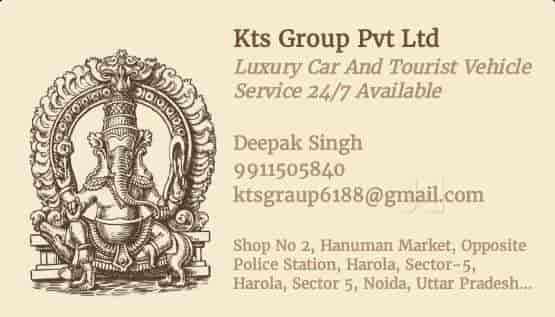 Kts Group Pvt Ltd
Luxury Car And Tourist Vehicle
Service 24/7 Available
Deepak Singh
9911505840
ktsgraup6188@gmail.com
Shop No 2, Hanuman Market, Opposite
Police Station, Harola, Sector-5,
Harola, Sector 5, Noida, Uttar Pradesh...